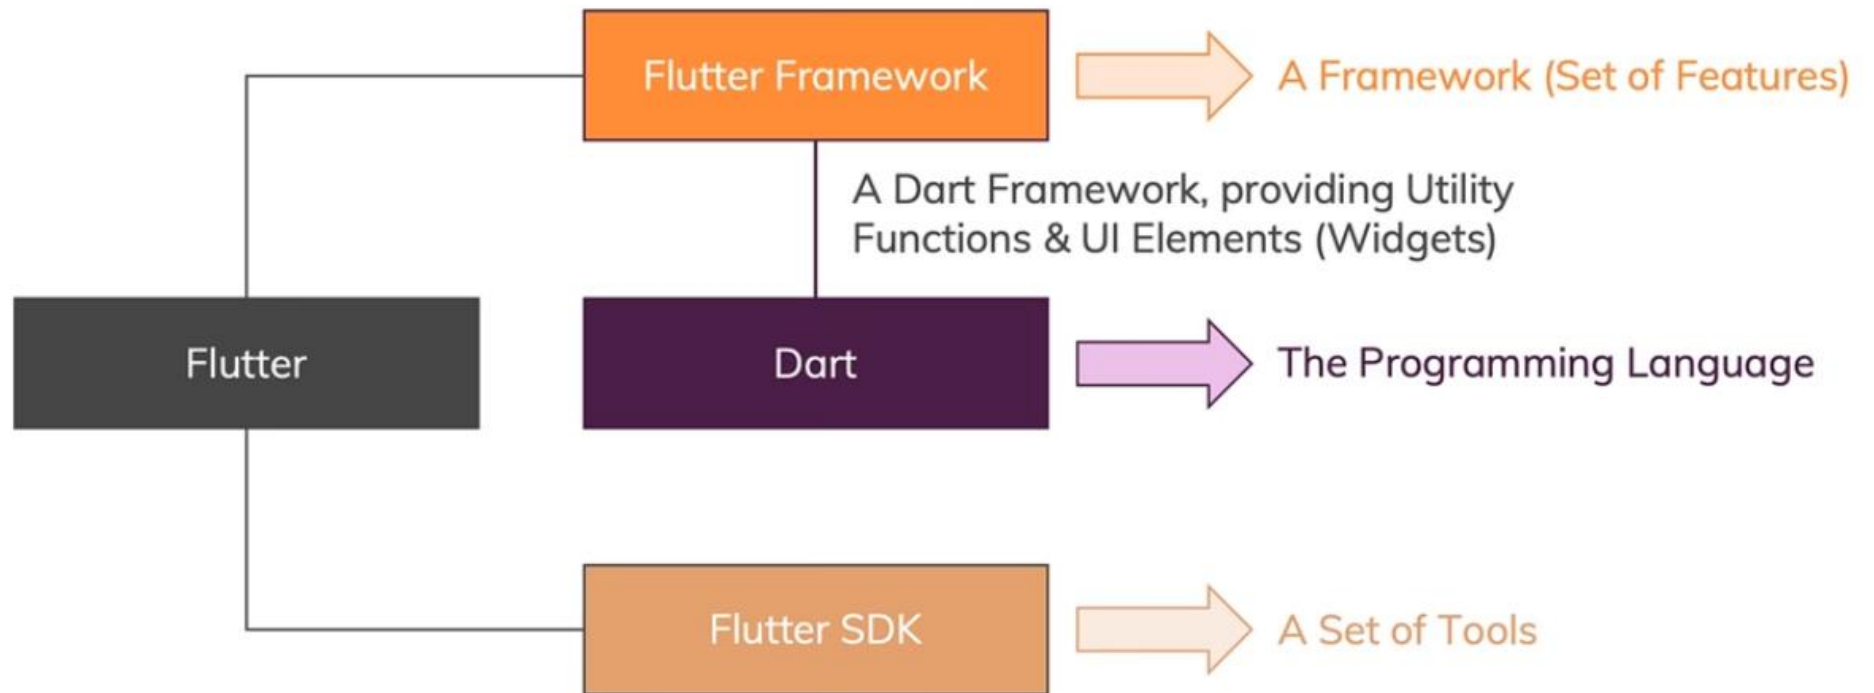 Flutter Framework
A Framework (Set of Features)
A Dart Framework, providing Utility
Functions & UI Elements (Widgets)
Flutter
Dart
The Programming Language
Flutter SDK
A Set of Tools